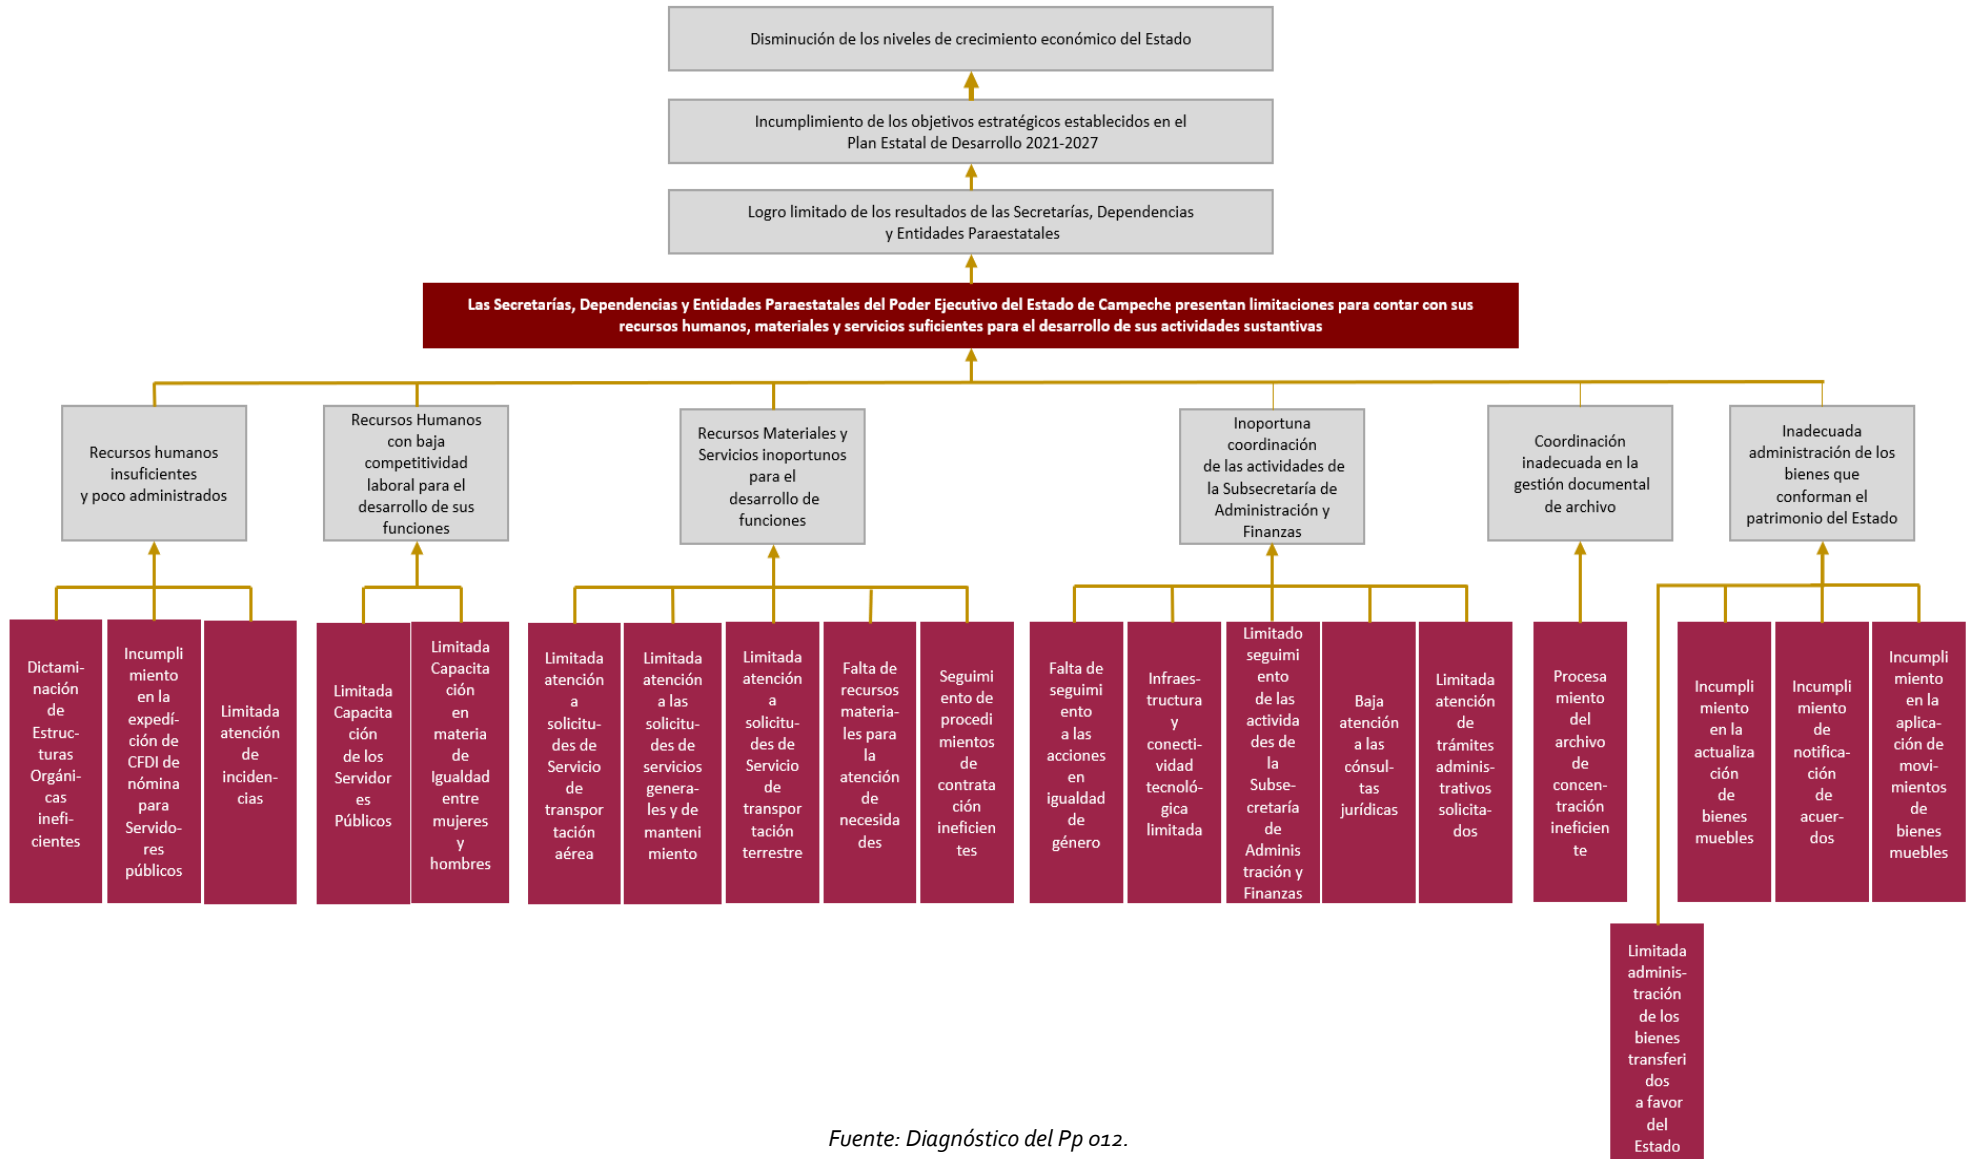 Disminución de los niveles de crecimiento económico del Estado
Incumplimiento de los objetivos estratégicos establecidos en el
Plan Estatal de Desarrollo 2021-2027
Logro limitado de los resultados de las Secretarías, Dependencias
y Entidades Paraestatales
Las Secretarías, Dependencias y Entidades Paraestatales del Poder Ejecutivo del Estado de Campeche presentan limitaciones para contar con sus
recursos humanos, materiales y servicios suficientes para el desarrollo de sus actividades sustantivas
Recursos humanos
insuficientes
y poco administrados
Recursos Humanos
con baja
competitividad
laboral para el
desarrollo de sus
funciones
Recursos Materiales y
Servicios inoportunos
para el
desarrollo de
funciones
Inoportuna
coordinación
de las actividades de
la Subsecretaría de
Administración y
Finanzas
Coordinación
inadecuada en la
gestión documental
de archivo
Inadecuada
administración de los
bienes que
conforman el
patrimonio del Estado
Dictami-
nación
de
Estruc-
turas
Orgáni-
cas
inefi-
cientes
Incumpli
miento
en la
expedí-
ción de
CFDI de
nómina
para
Servido-
res
públicos
Limitada
atención
de
inciden-
cias
Limitada
Capacita
ción
de los
Servidor
es
Públicos
Limitada
Capacita
ción
en
materia
de
Igualdad
entre
mujeres
y
hombres
Limitada
atención
a
solicitu-
des de
Servicio
de
transpor
tación
aérea
Limitada
atención
a las
solicitu-
des de
servicios
genera-
les y de
manteni
miento
Limitada
atención
a
solicitu-
des de
Servicio
de
transpor
tación
terrestre
Falta de
recursos
materia-
les para
la
atención
de
necesida
des
Seguimi
ento de
procedi
mientos
de
contrata
ción
ineficien
tes
Falta de
seguimi
ento
a las
acciones
en
igualdad
de
género
Infraes-
tructura
y
conecti-
vidad
tecnoló-
gica
limitada
Limitado
seguimi
ento
de las
activida
des de
la
Subse-
cretaría
de
Adminis
tración y
Finanzas
Baja
atención
a las
cónsul-
tas
jurídicas
Limitada
atención
de
trámites
adminis-
trativos
solicita-
dos
Procesa
miento
del
archivo
de
concen-
tración
ineficien
te
Incumpli
miento
en la
actualiza
ción
de
bienes
muebles
Incumpli
miento
de
notifica-
ción
de
acuer-
dos
Incumpli
miento
en la
aplica-
ción de
movi-
mientos
de
bienes
muebles
Limitada
adminis-
tración
de los
bienes
transferi
dos
a favor
del
Estado
Fuente: Diagnóstico del Pp 012.